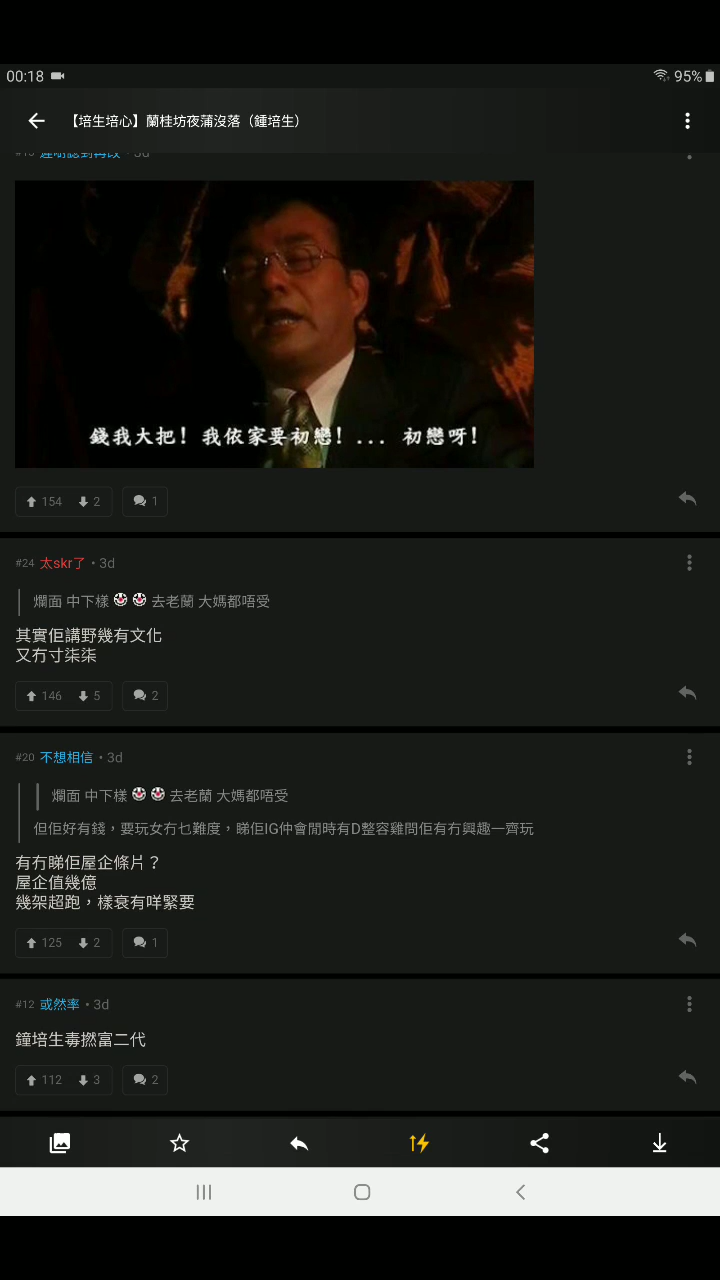 00:18
95%
【培生培心】蘭桂坊夜蒲沒落（鍾培生）
3d
錢我大把! 我依家要初戀! ... 初戀呀!
154 2 1
#24 太skr了 • 3d
爛面 中下樣 🤡 🤡 去老蘭 大媽都唔受
其實佢講野幾有文化
又冇寸柒柒
146 5 2
#20 不想相信 • 3d
爛面 中下樣 🤡 🤡 去老蘭 大媽都唔受
但佢好有錢，要玩女冇乜難度，睇佢IG仲會閒時有D整容雞問佢有冇興趣一齊玩
有冇睇佢屋企條片？
屋企值幾億
幾架超跑，樣衰有咩緊要
125 2 1
#12 或然率 • 3d
鐘培生毒撚富二代
112 3 2